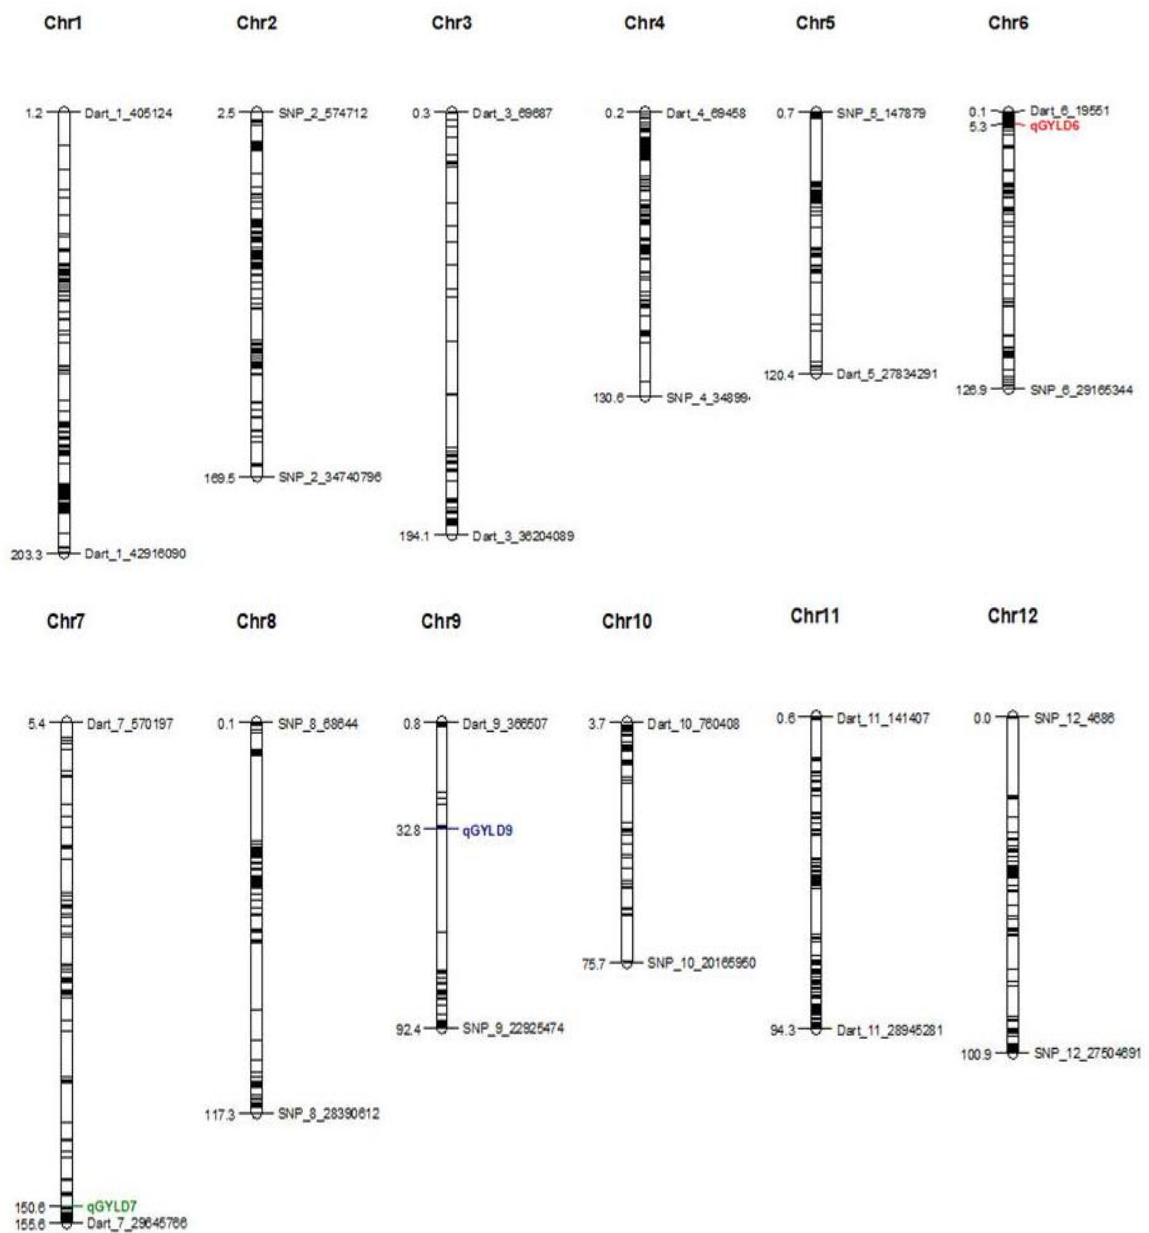 Chr1 Chr2 Chr3 Chr4 Chr5 Chr6
1.2 Dart_1_405124
2.5 SNP_2_574712
0.3 Dart_3_69687
0.2 Dart_4_69458
0.7 SNP_5_147879
0.1 Dart_6_19551
5.3 qGYLD6
120.4 Dart_5_27834291
126.9 SNP_6_29165344
130.6 SNP_4_34899
169.5 SNP_2_34740796
194.1 Dart_3_36204089
203.3 Dart_1_42916090
Chr7 Chr8 Chr9 Chr10 Chr11 Chr12
5.4 Dart_7_570197
0.1 SNP_8_68644
0.8 Dart_9_366507
3.7 Dart_10_760408
0.6 Dart_11_141407
0.0 SNP_12_4686
32.8 qGYLD9
75.7 SNP_10_20165950
92.4 SNP_9_22925474
94.3 Dart_11_28945281
100.9 SNP_12_27504691
117.3 SNP_8_28390612
150.6 qGYLD7
155.6 Dart_7_29645766